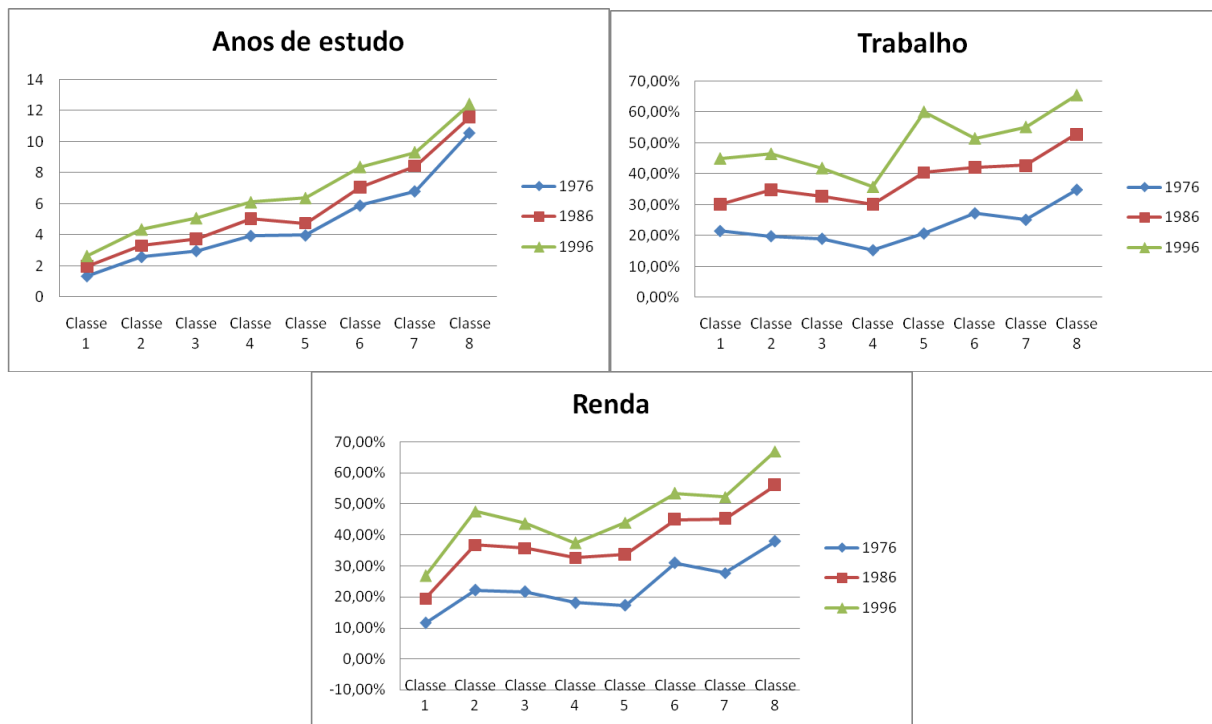 Anos de estudo
14
12
10
8
6
4
2
0
Classe 1
Classe 2
Classe 3
Classe 4
Classe 5
Classe 6
Classe 7
Classe 8
1976
1986
1996
Trabalho
70,00%
60,00%
50,00%
40,00%
30,00%
20,00%
10,00%
0,00%
Classe 1
Classe 2
Classe 3
Classe 4
Classe 5
Classe 6
Classe 7
Classe 8
1976
1986
1996
Renda
70,00%
60,00%
50,00%
40,00%
30,00%
20,00%
10,00%
0,00%
-10,00%
Classe 1
Classe 2
Classe 3
Classe 4
Classe 5
Classe 6
Classe 7
Classe 8
1976
1986
1996